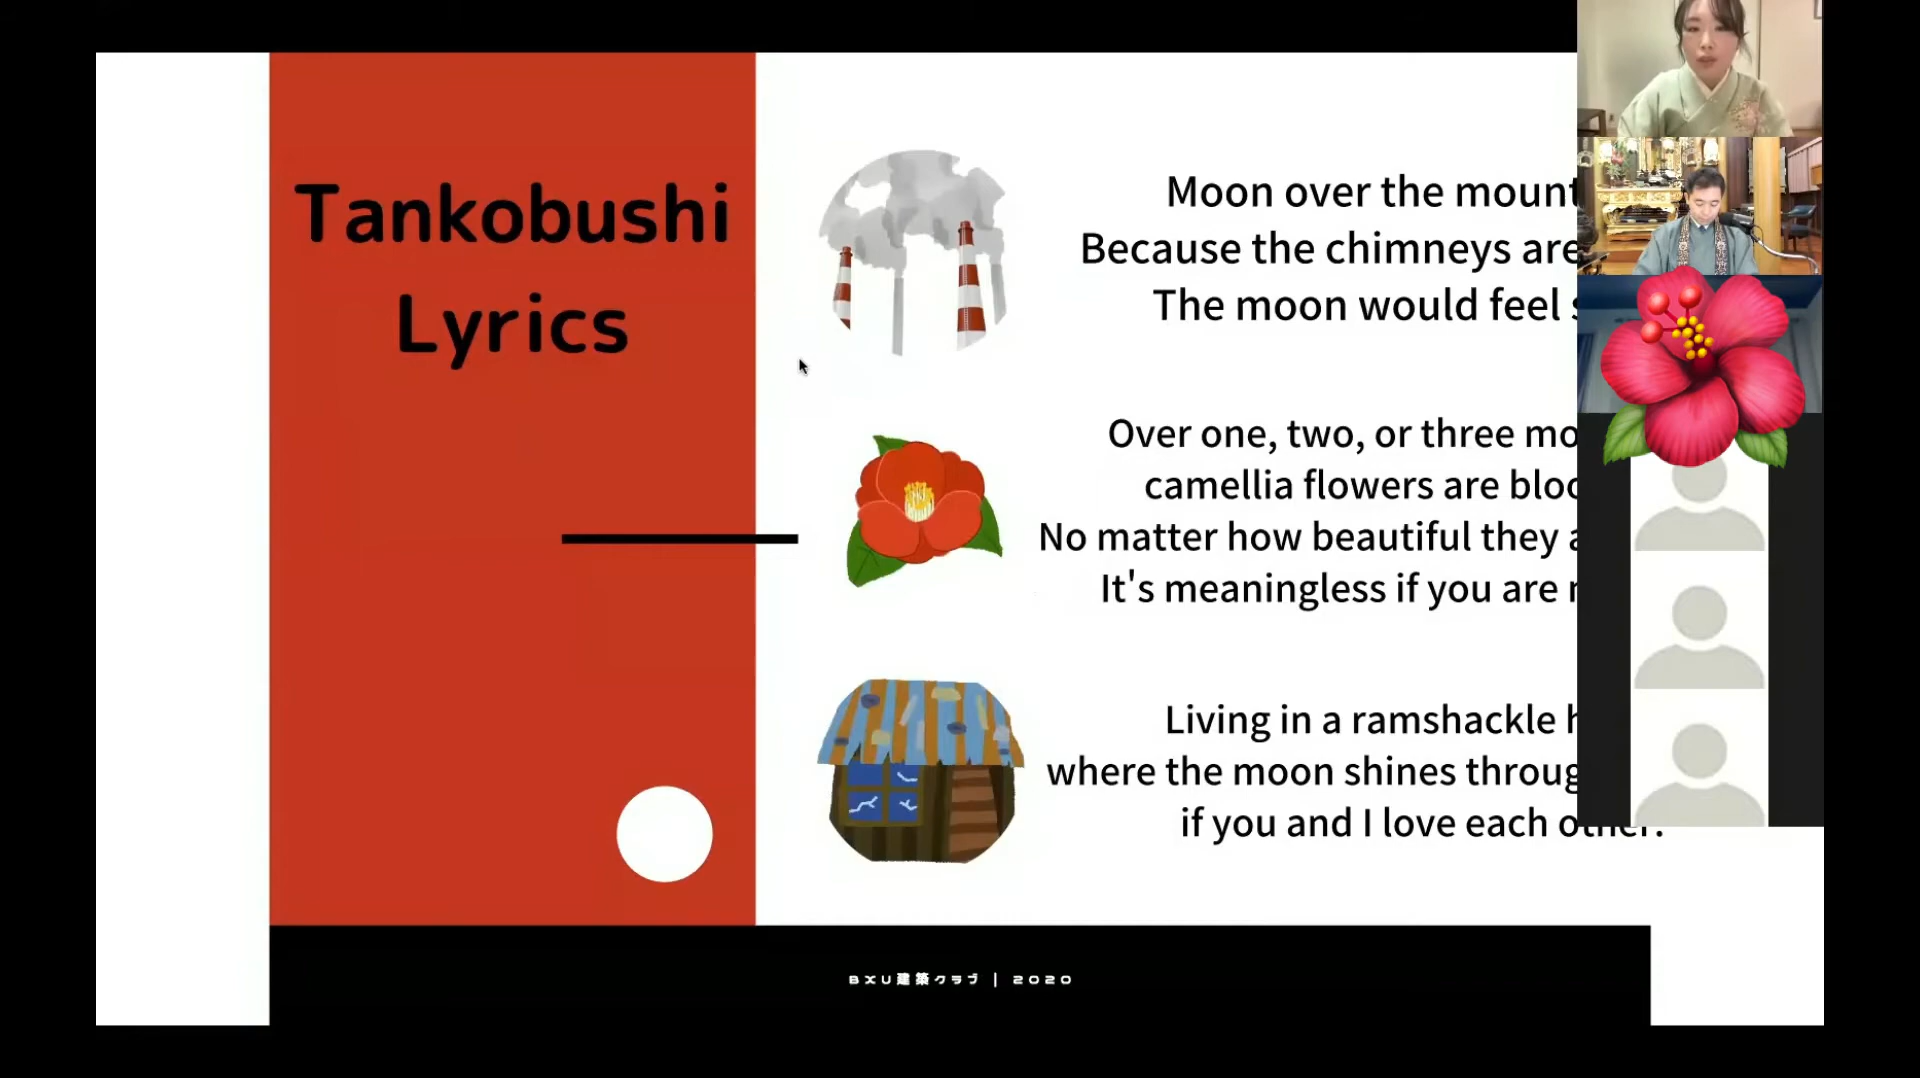 Tankobushi
Lyrics
Moon over the mount
Because the chimneys are
The moon would feel
Over one, two, or three mo
camellia flowers are bloo
No matter how beautiful they
It's meaningless if you are
Living in a ramshackle
where the moon shines throug
if you and I love each other.
BXU建築クラブ | 2020